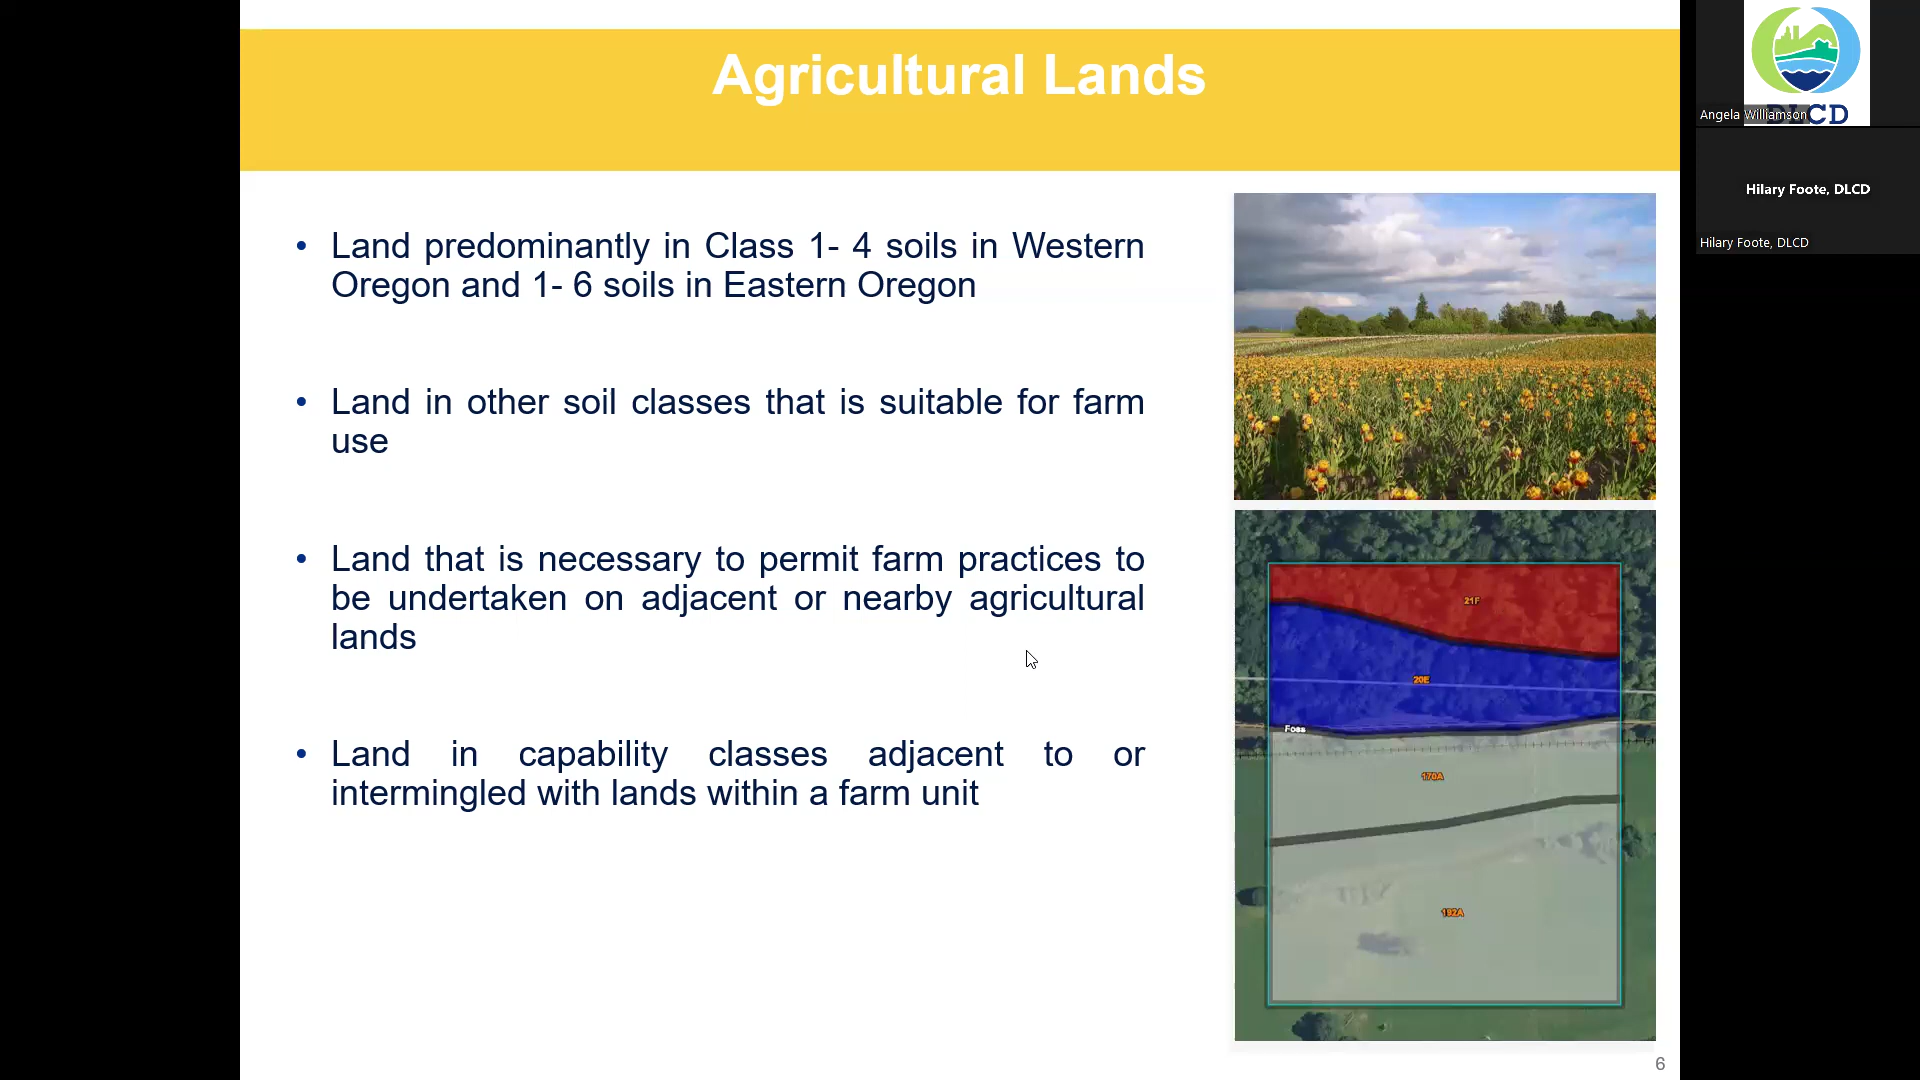 Agricultural Lands
• Land predominantly in Class 1- 4 soils in Western
Oregon and 1- 6 soils in Eastern Oregon
• Land in other soil classes that is suitable for farm
use
• Land that is necessary to permit farm practices to
be undertaken on adjacent or nearby agricultural
lands
• Land in capability classes adjacent to or
intermingled with lands within a farm unit
21F
20E
Foss
170A
192A
6
DLCD
Angela Williamson
Hilary Foote, DLCD
Hilary Foote, DLCD